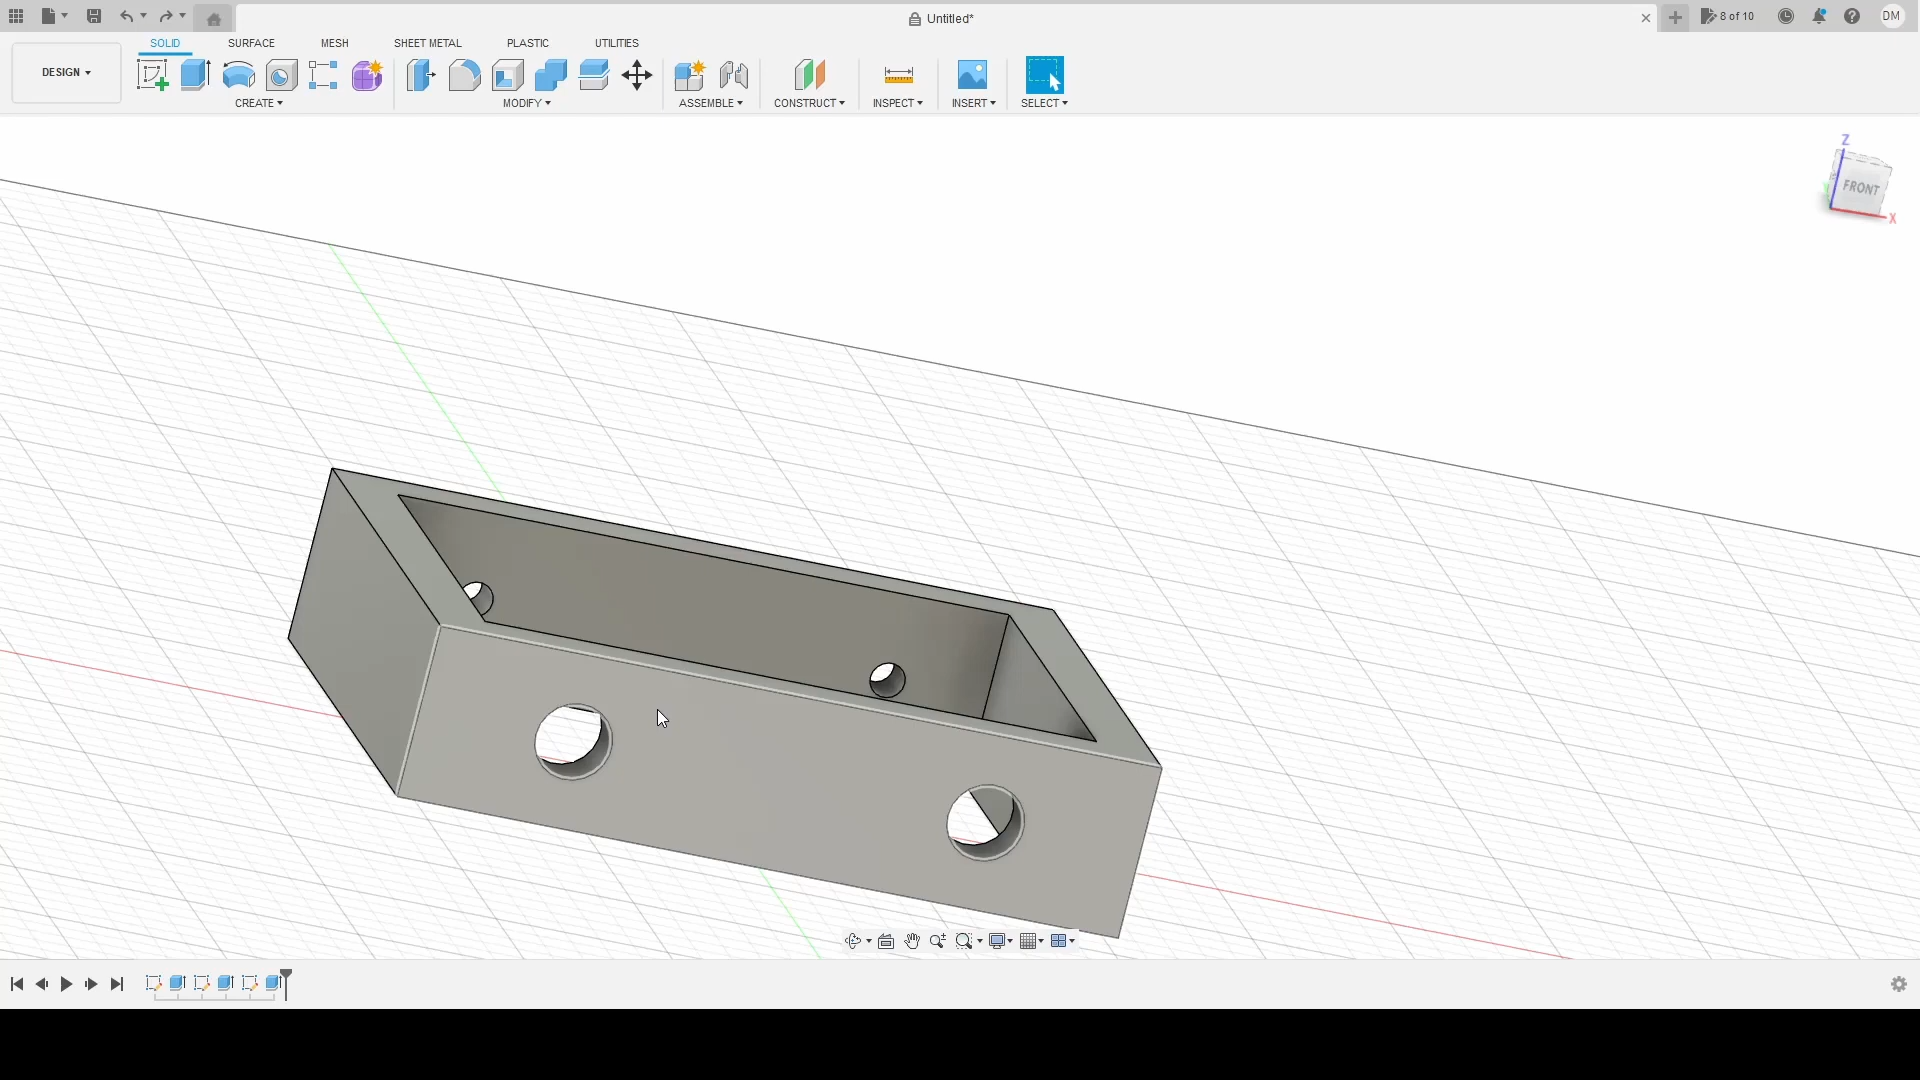 Untitled*
8 of 10
DM
SOLID
SURFACE
MESH
SHEET METAL
PLASTIC
UTILITIES
DESIGN
CREATE
MODIFY
ASSEMBLE
CONSTRUCT
INSPECT
INSERT
SELECT
Z
FRONT
X